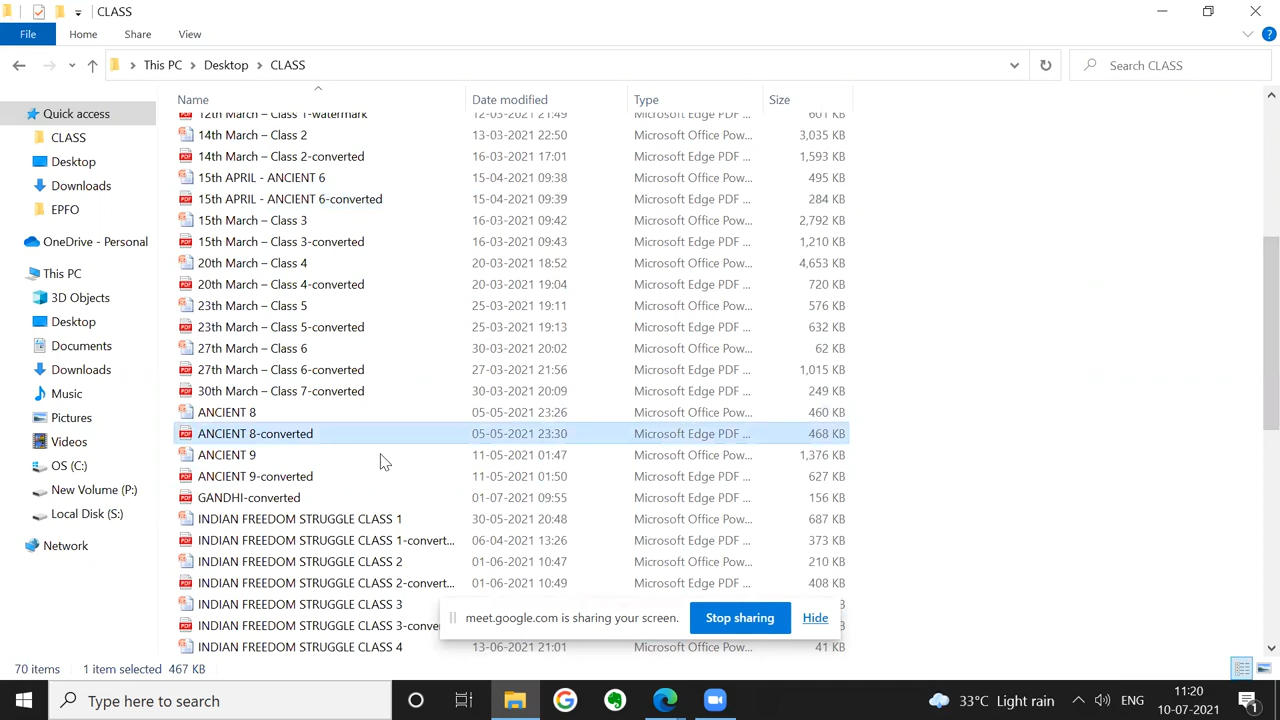 CLASS
File Home Share View
This PC Desktop CLASS Search CLASS
Name Date modified Type Size
Quick access
CLASS
Desktop
Downloads
EPFO
OneDrive - Personal
This PC
3D Objects
Desktop
Documents
Downloads
Music
Pictures
Videos
OS (C:)
New Volume (P:)
Local Disk (S:)
Network
12th March – Class 1-watermark 12-03-2021 21:49 Microsoft Edge PDF ... 601 KB
14th March – Class 2 13-03-2021 22:50 Microsoft Office Pow... 3,035 KB
14th March – Class 2-converted 16-03-2021 17:01 Microsoft Edge PDF ... 1,593 KB
15th APRIL - ANCIENT 6 15-04-2021 09:38 Microsoft Office Pow... 495 KB
15th APRIL - ANCIENT 6-converted 15-04-2021 09:39 Microsoft Edge PDF ... 284 KB
15th March – Class 3 16-03-2021 09:42 Microsoft Office Pow... 2,792 KB
15th March – Class 3-converted 16-03-2021 09:43 Microsoft Edge PDF ... 1,210 KB
20th March – Class 4 20-03-2021 18:52 Microsoft Office Pow... 4,653 KB
20th March – Class 4-converted 20-03-2021 19:04 Microsoft Edge PDF ... 720 KB
23th March – Class 5 25-03-2021 19:11 Microsoft Office Pow... 576 KB
23th March – Class 5-converted 25-03-2021 19:13 Microsoft Edge PDF ... 632 KB
27th March – Class 6 30-03-2021 20:02 Microsoft Office Pow... 62 KB
27th March – Class 6-converted 27-03-2021 21:56 Microsoft Edge PDF ... 1,015 KB
30th March – Class 7-converted 30-03-2021 20:09 Microsoft Edge PDF ... 249 KB
ANCIENT 8 05-05-2021 23:26 Microsoft Office Pow... 460 KB
ANCIENT 8-converted 05-05-2021 23:30 Microsoft Edge PDF ... 468 KB
ANCIENT 9 11-05-2021 01:47 Microsoft Office Pow... 1,376 KB
ANCIENT 9-converted 11-05-2021 01:50 Microsoft Edge PDF ... 627 KB
GANDHI-converted 01-07-2021 09:55 Microsoft Edge PDF ... 156 KB
INDIAN FREEDOM STRUGGLE CLASS 1 30-05-2021 20:48 Microsoft Office Pow... 687 KB
INDIAN FREEDOM STRUGGLE CLASS 1-convert... 06-04-2021 13:26 Microsoft Edge PDF ... 373 KB
INDIAN FREEDOM STRUGGLE CLASS 2 01-06-2021 10:47 Microsoft Office Pow... 210 KB
INDIAN FREEDOM STRUGGLE CLASS 2-convert... 01-06-2021 10:49 Microsoft Edge PDF ... 408 KB
INDIAN FREEDOM STRUGGLE CLASS 3
INDIAN FREEDOM STRUGGLE CLASS 3-conve
INDIAN FREEDOM STRUGGLE CLASS 4 13-06-2021 21:01 Microsoft Office Pow... 41 KB
meet.google.com is sharing your screen. Stop sharing Hide
70 items 1 item selected 467 KB
Type here to search 33°C Light rain ENG 11:20
10-07-2021